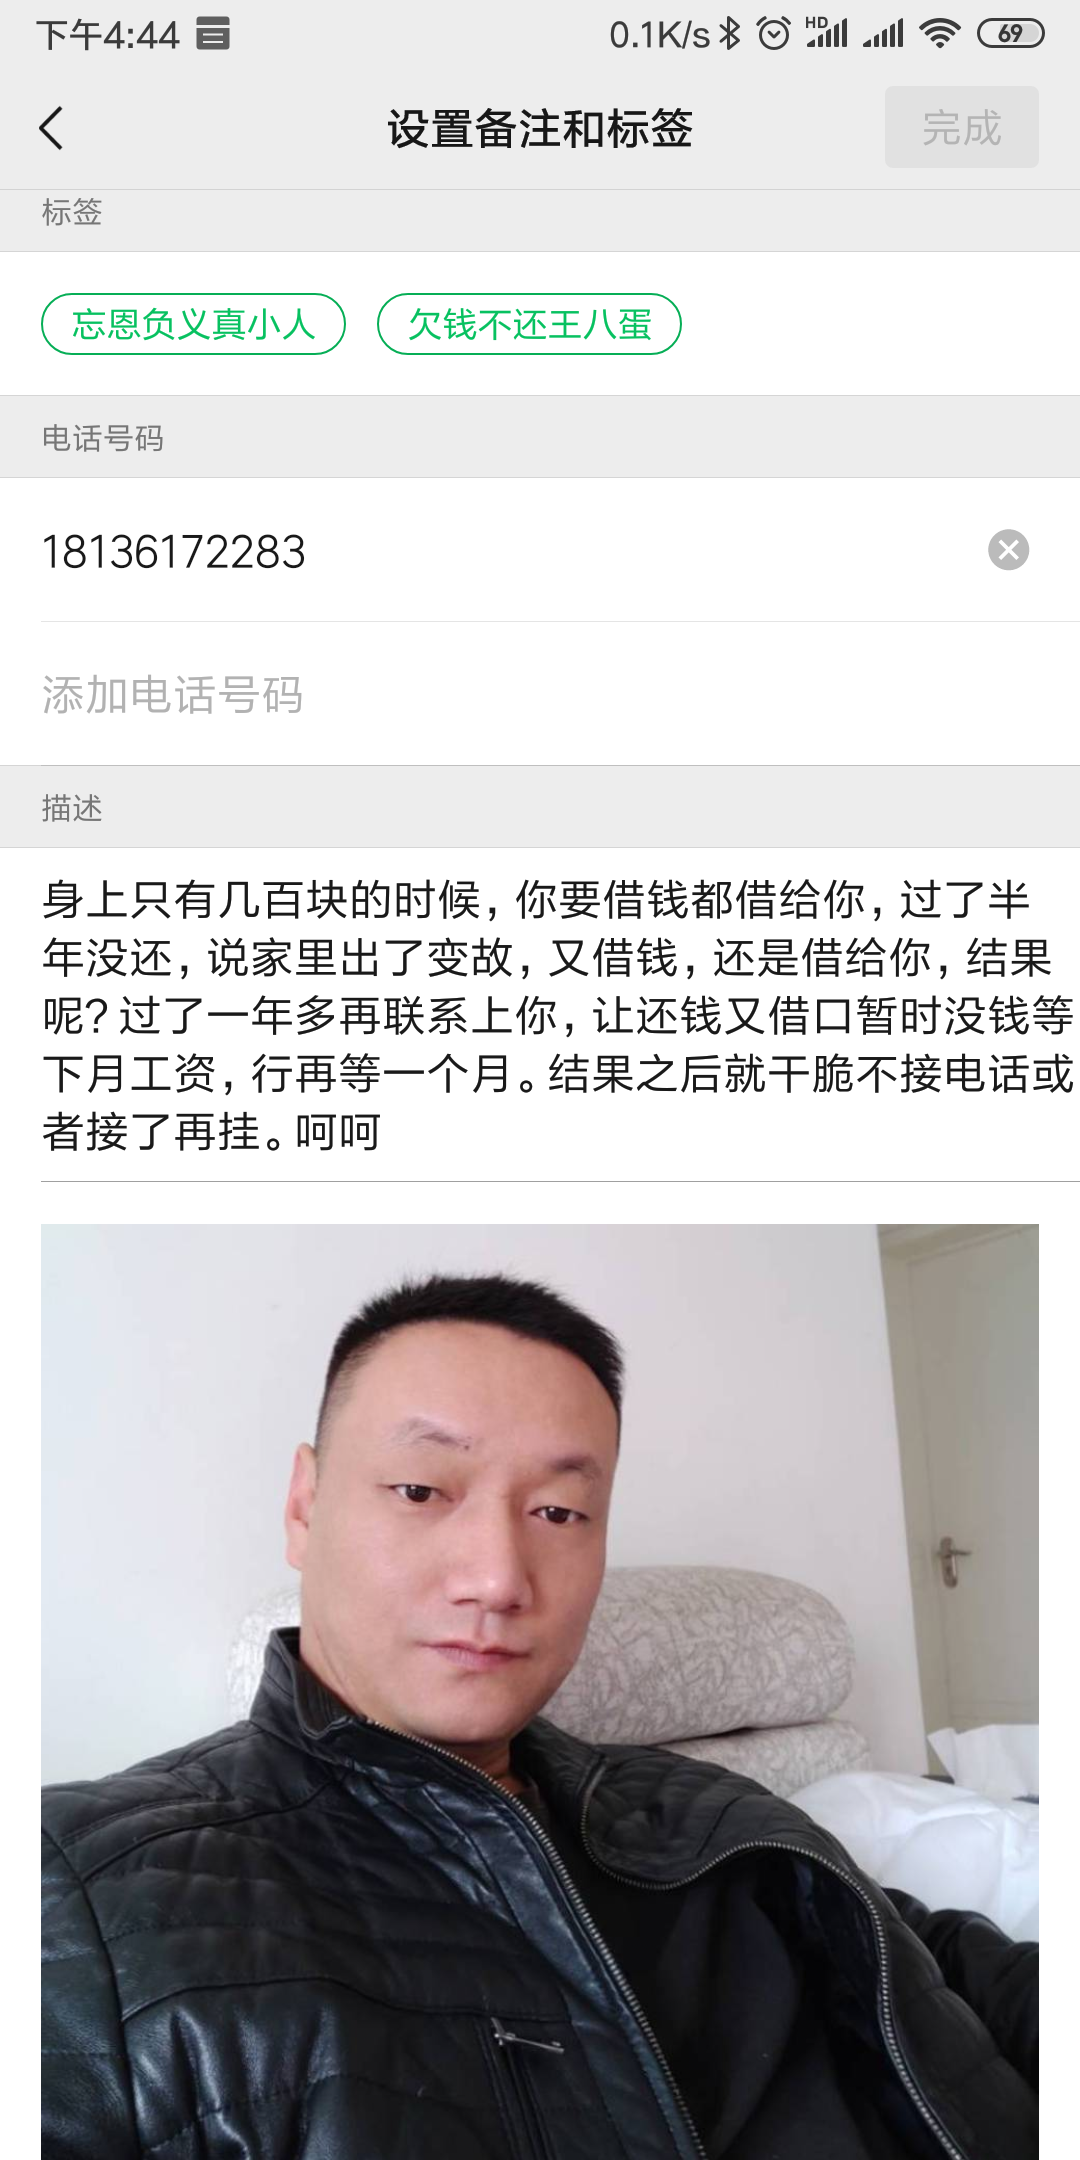 下午4:44
0.1K/s HD 69
设置备注和标签
完成
标签
忘恩负义真小人 欠钱不还王八蛋
电话号码
18136172283
添加电话号码
描述
身上只有几百块的时候，你要借钱都借给你，过了半
年没还，说家里出了变故，又借钱，还是借给你，结果
呢？过了一年多再联系上你，让还钱又借口暂时没钱等
下月工资，行再等一个月。结果之后就干脆不接电话或
者接了再挂。呵呵